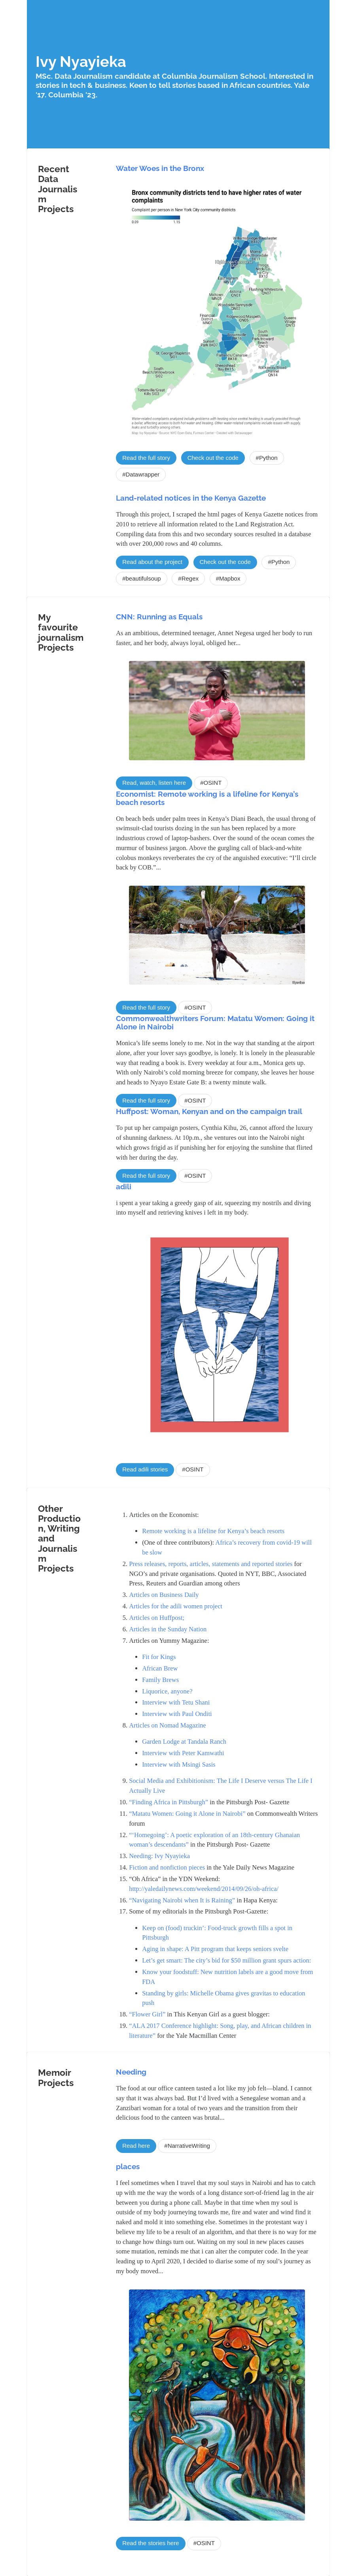 Ivy Nyayieka
MSc. Data Journalism candidate at Columbia Journalism School. Interested in
stories in tech & business. Keen to tell stories based in African countries. Yale
'17. Columbia '23.
Recent
Data
Journalis
m
Projects
Water Woes in the Bronx
Bronx community districts tend to have higher rates of water
complaints
Complaint per person in New York City community districts
Read the full story
Check out the code
#Python
#Datawrapper
Land-related notices in the Kenya Gazette
Through this project, I scraped the html pages of Kenya Gazette notices from
2010 to retrieve all information related to the Land Registration Act.
Compiling data from this and two secondary sources resulted in a database
with over 200,000 rows and 40 columns.
Read about the project
Check out the code
#Python
#beautifulsoup
#Regex
#Mapbox
My
favourite
journalism
Projects
CNN: Running as Equals
As an ambitious, determined teenager, Annet Negesa urged her body to run
faster, and her body, always loyal, obliged her...
Read, watch, listen here
#OSINT
Economist: Remote working is a lifeline for Kenya's
beach resorts
On beach beds under palm trees in Kenya's Diani Beach, the usual throng of
swimsuit-clad tourists dozing in the sun has been replaced by a more
industrious crowd of laptop-bashers. Over the sound of the ocean comes the
murmur of business jargon. Above the gurgling call of black-and-white
colobus monkeys reverberates the cry of the anguished executive: “I’ll circle
back by COB.”...
Read the full story
#OSINT
Commonwealthwriters Forum: Matatu Women: Going it
Alone in Nairobi
Monica’s life seems lonely to me. Not in the way that standing at the airport
alone, after your lover says goodbye, is lonely. It is lonely in the pleasurable
way that reading a book is. Every weekday at four a.m., Monica gets up.
With only Nairobi’s cold morning breeze for company, she leaves her house
and heads to Nyayo Estate Gate B: a twenty minute walk.
Read the full story
#OSINT
Huffpost: Woman, Kenyan and on the campaign trail
To put up her campaign posters, Cynthia Kihu, 26, cannot afford the luxury
of shunning darkness. At 10p.m., she ventures out into the Nairobi night
which grows frigid as if punishing her for enjoying the sunshine that flirted
with her during the day.
Read the full story
#OSINT
adili
i spent a year taking a greedy gasp of air, squeezing my nostrils and diving
into myself and retrieving knives i left in my body.
Read adili stories
#OSINT
Other
Productio
n, Writing
and
Journalis
m
Projects
1. Articles on the Economist:
• Remote working is a lifeline for Kenya’s beach resorts
• (One of three contributors): Africa’s recovery from covid-19 will
be slow
2. Press releases, reports, articles, statements and reported stories for
NGO’s and private organisations. Quoted in NYT, BBC, Associated
Press, Reuters and Guardian among others
3. Articles on Business Daily
4. Articles for the adili women project
5. Articles on Huffpost;
6. Articles in the Sunday Nation
7. Articles on Yummy Magazine:
• Fit for Kings
• African Brew
• Family Brews
• Liquorice, anyone?
• Interview with Tetu Shani
• Interview with Paul Onditi
8. Articles on Nomad Magazine
• Garden Lodge at Tandala Ranch
• Interview with Peter Kamwathi
• Interview with Msingi Sasis
9. Social Media and Exhibitionism: The Life I Deserve versus The Life I
Actually Live
10. “Finding Africa in Pittsburgh” in the Pittsburgh Post- Gazette
11. “Matatu Women: Going it Alone in Nairobi” on Commonwealth Writers
forum
12. “‘Homegoing’: A poetic exploration of an 18th-century Ghanaian
woman’s descendants” in the Pittsburgh Post- Gazette
13. Needing: Ivy Nyayieka
14. Fiction and nonfiction pieces in the Yale Daily News Magazine
15. “Oh Africa” in the YDN Weekend:
http://yaledailynews.com/weekend/2014/09/26/oh-africa/
16. “Navigating Nairobi when It is Raining” in Hapa Kenya:
17. Some of my editorials in the Pittsburgh Post-Gazette:
• Keep on (food) truckin’: Food-truck growth fills a spot in
Pittsburgh
• Aging in shape: A Pitt program that keeps seniors svelte
• Let’s get smart: The city’s bid for $50 million grant spurs action:
• Know your foodstuff: New nutrition labels are a good move from
FDA
• Standing by girls: Michelle Obama gives gravitas to education
push
18. “Flower Girl” in This Kenyan Girl as a guest blogger:
19. “ALA 2017 Conference highlight: Song, play, and African children in
literature” for the Yale Macmillan Center
Memoir
Projects
Needing
The food at our office canteen tasted a lot like my job felt—bland. I cannot
say that it was always bad. But I’d lived with a Senegalese woman and a
Zanzibari woman for a total of two years and the transition from their
delicious food to the canteen was brutal...
Read here
#NarrativeWriting
places
I feel sometimes when I travel that my soul stays in Nairobi and has to catch
up with me the way the words of a long distance sort-of-friend lag in the air
between you during a phone call. Maybe in that time when my soul is
outside of my body journeying towards me, fire and water and wind find it
naked and mold it into something else. Sometimes in the protestant way i
believe my life to be a result of an algorithm, and that there is no way for me
to change how things turn out. Waiting on my soul in new places causes
some mutation, reminds me that i can alter the computer code. In the year
leading up to April 2020, I decided to diarise some of my soul’s journey as
my body moved...
Read the stories here
#OSINT